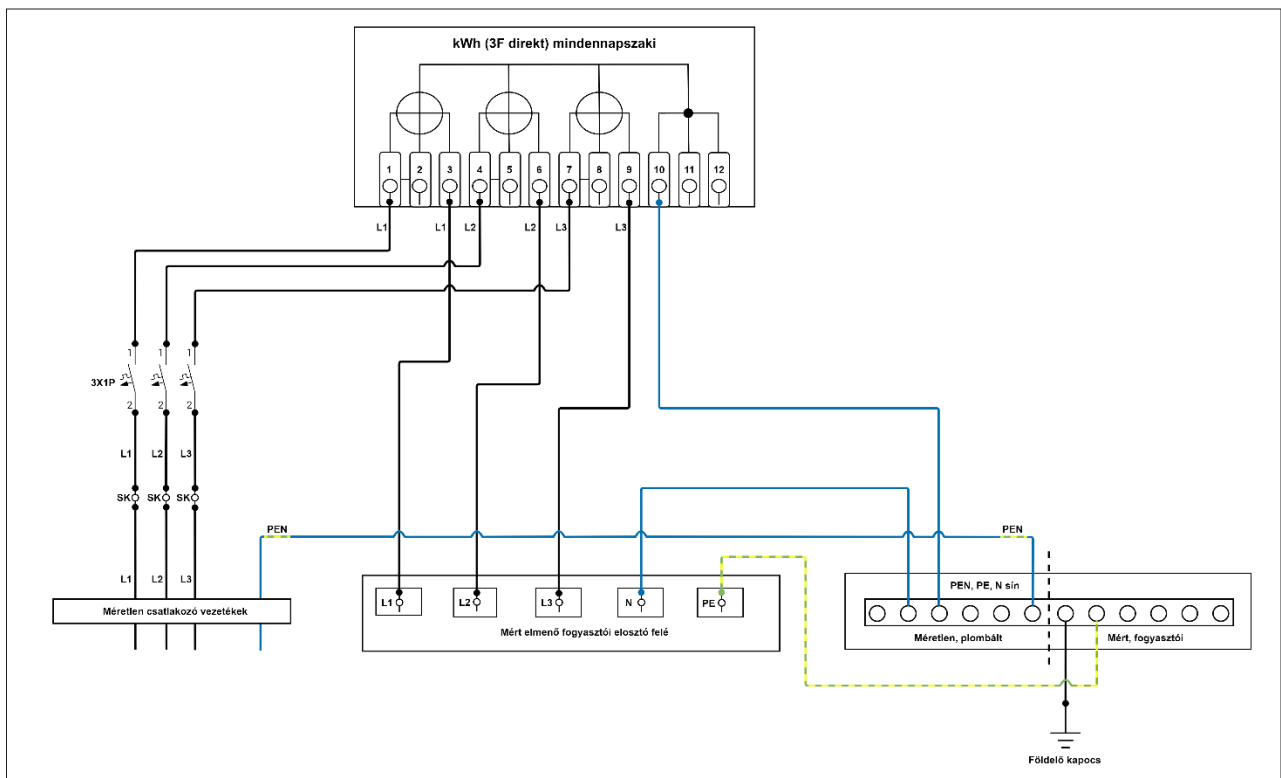 kWh (3F direkt) mindennapszaki
1 2 3 4 5 6 7 8 9 10 11 12
L1 L1 L2 L2 L3 L3
1 1 1
3X1P
2 2 2
L1 L2 L3
SK SK SK
PEN PEN
L1 L2 L3
Méretlen csatlakozó vezetékek
L1 L2 L3 N PE
Mért elmenő fogyasztói elosztó felé
PEN, PE, N sín
Méretlen, plombált Mért, fogyasztói
Földelő kapocs